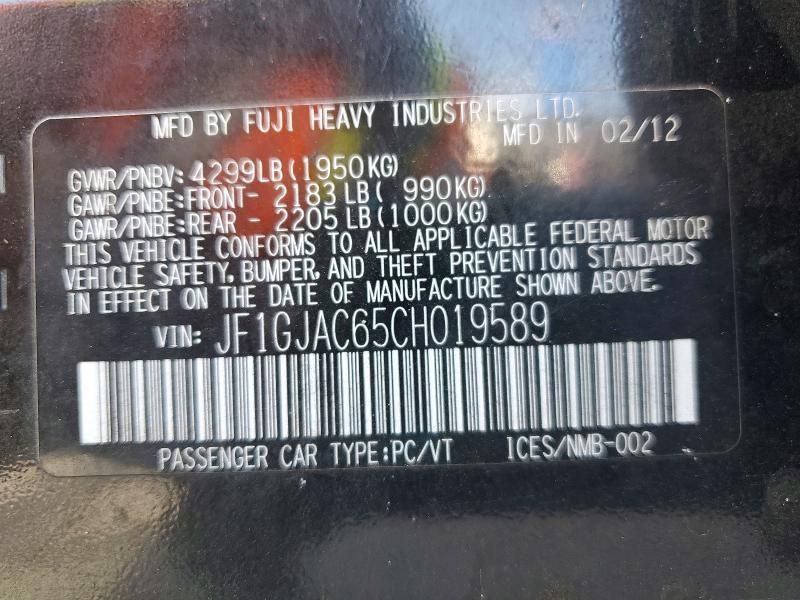 MFD BY FUJI HEAVY INDUSTRIES LTD.
MFD IN 02/12
GVWR/PNBV: 4299LB (1950KG)
GAWR/PNBE:FRONT- 2183 LB ( 990KG)
GAWR/PNBE:REAR - 2205 LB (1000KG)
THIS VEHICLE CONFORMS TO ALL APPLICABLE FEDERAL MOTOR
VEHICLE SAFETY, BUMPER, AND THEFT PREVENTION STANDARDS
IN EFFECT ON THE DATE OF MANUFACTURE SHOWN ABOVE.
VIN: JF1GJAC65CH019589
PASSENGER CAR TYPE:PC/VT ICES/NMB-002